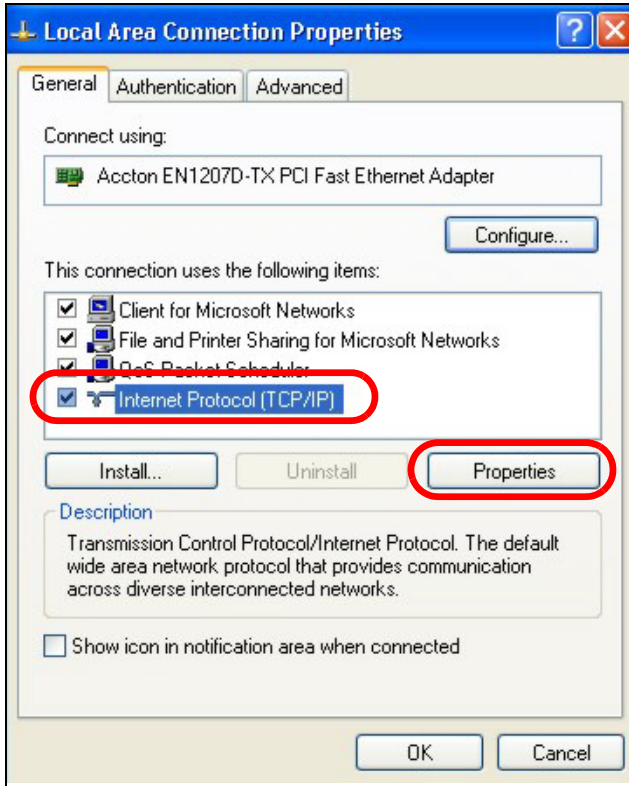 Local Area Connection Properties
General Authentication Advanced
Connect using:
Accton EN1207D-TX PCI Fast Ethernet Adapter
Configure...
This connection uses the following items:
Client for Microsoft Networks
File and Printer Sharing for Microsoft Networks
QoS Packet Scheduler
Internet Protocol (TCP/IP)
Install... Uninstall Properties
Description
Transmission Control Protocol/Internet Protocol. The default
wide area network protocol that provides communication
across diverse interconnected networks.
Show icon in notification area when connected
OK Cancel